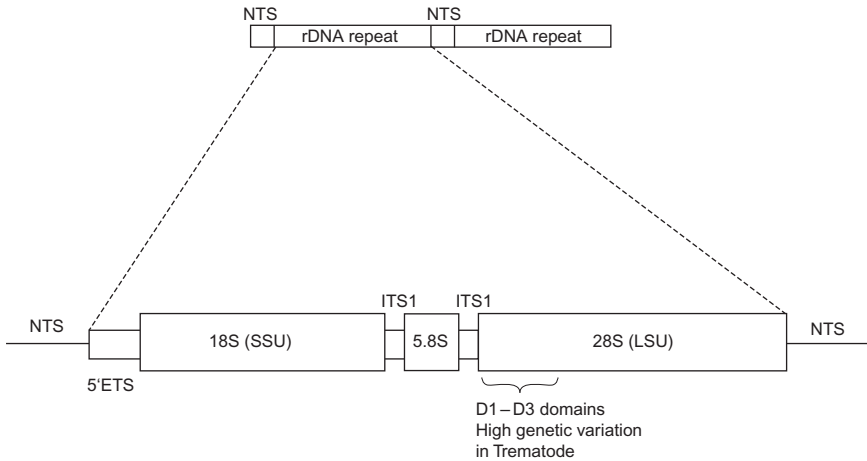 NTS NTS
rDNA repeat rDNA repeat
ITS1 ITS1
NTS 18S (SSU) 5.8S 28S (LSU) NTS
5'ETS
D1–D3 domains
High genetic variation
in Trematode